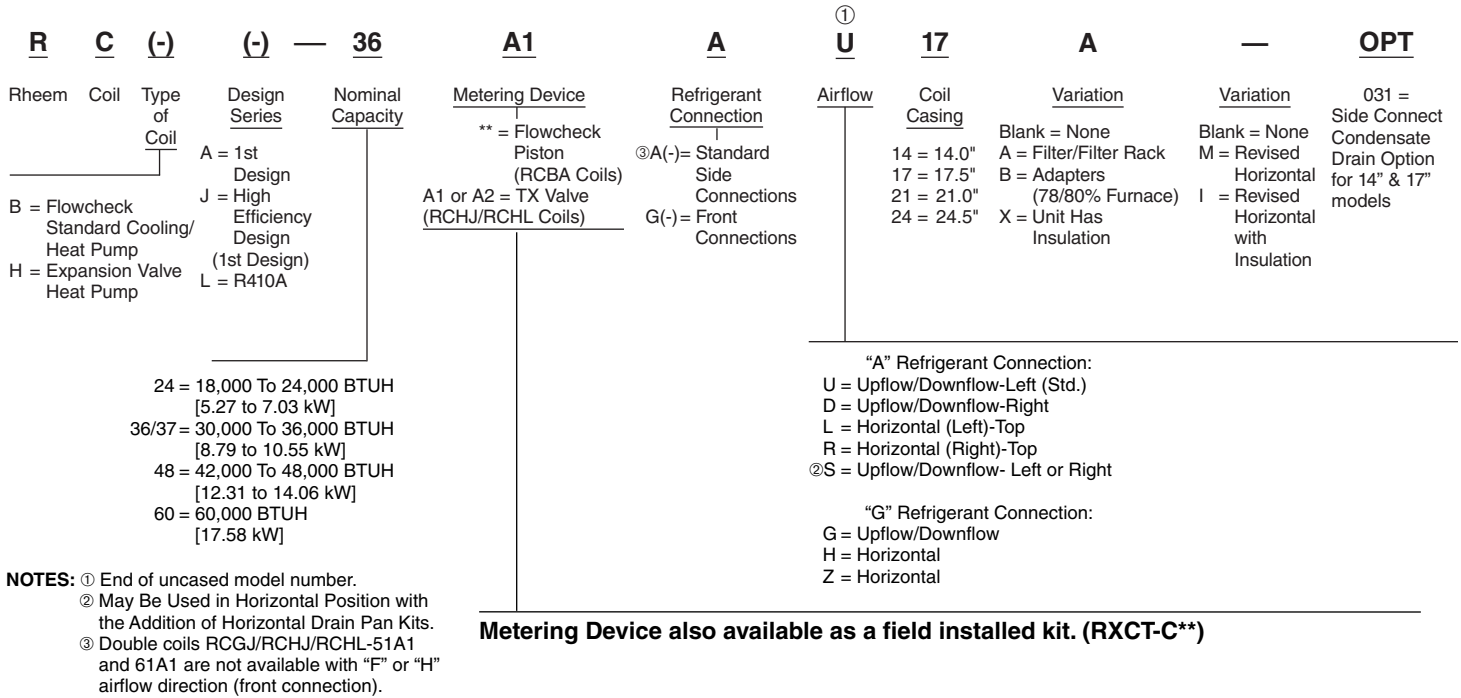 ①
R C (-) (-) — 36 A1 A U 17 A — OPT
Rheem
Coil
Type
of
Coil
B = Flowcheck
Standard Cooling/
Heat Pump
H = Expansion Valve
Heat Pump
Design
Series
A = 1st
Design
J = High
Efficiency
Design
(1st Design)
L = R410A
Nominal
Capacity
24 = 18,000 To 24,000 BTUH
[5.27 to 7.03 kW]
36/37= 30,000 To 36,000 BTUH
[8.79 to 10.55 kW]
48 = 42,000 To 48,000 BTUH
[12.31 to 14.06 kW]
60 = 60,000 BTUH
[17.58 kW]
Metering Device
** = Flowcheck
Piston
(RCBA Coils)
A1 or A2 = TX Valve
(RCHJ/RCHL Coils)
Refrigerant
Connection
③A(-)= Standard
Side
Connections
G(-)= Front
Connections
Airflow
"A" Refrigerant Connection:
U = Upflow/Downflow-Left (Std.)
D = Upflow/Downflow-Right
L = Horizontal (Left)-Top
R = Horizontal (Right)-Top
②S = Upflow/Downflow- Left or Right
"G" Refrigerant Connection:
G = Upflow/Downflow
H = Horizontal
Z = Horizontal
Coil
Casing
14 = 14.0"
17 = 17.5"
21 = 21.0"
24 = 24.5"
Variation
Blank = None
A = Filter/Filter Rack
B = Adapters
(78/80% Furnace)
X = Unit Has
Insulation
Variation
Blank = None
M = Revised
Horizontal
I = Revised
Horizontal
with
Insulation
031 =
Side Connect
Condensate
Drain Option
for 14” & 17”
models
NOTES: ① End of uncased model number.
② May Be Used in Horizontal Position with
the Addition of Horizontal Drain Pan Kits.
③ Double coils RCGJ/RCHJ/RCHL-51A1
and 61A1 are not available with “F” or “H”
airflow direction (front connection).
Metering Device also available as a field installed kit. (RXCT-C**)